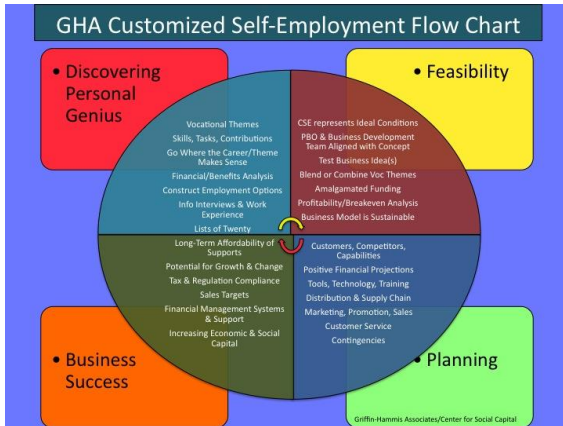 GHA Customized Self-Employment Flow Chart
• Discovering
Personal
Genius
• Feasibility
Vocational Themes
Skills, Tasks, Contributions
Go Where the Career/Theme
Makes Sense
Financial/Benefits Analysis
Construct Employment Options
Info Interviews & Work
Experience
Lists of Twenty
CSE represents Ideal Conditions
PBO & Business Development
Team Aligned with Concept
Test Business Idea(s)
Blend or Combine Voc Themes
Amalgamated Funding
Profitability/Breakeven Analysis
Business Model is Sustainable
Long-Term Affordability of
Supports
Potential for Growth & Change
Tax & Regulation Compliance
Sales Targets
Financial Management Systems
& Support
Increasing Economic & Social
Capital
Customers, Competitors,
Capabilities
Positive Financial Projections
Tools, Technology, Training
Distribution & Supply Chain
Marketing, Promotion, Sales
Customer Service
Contingencies
• Business
Success
• Planning
Griffin-Hammis Associates/Center for Social Capital